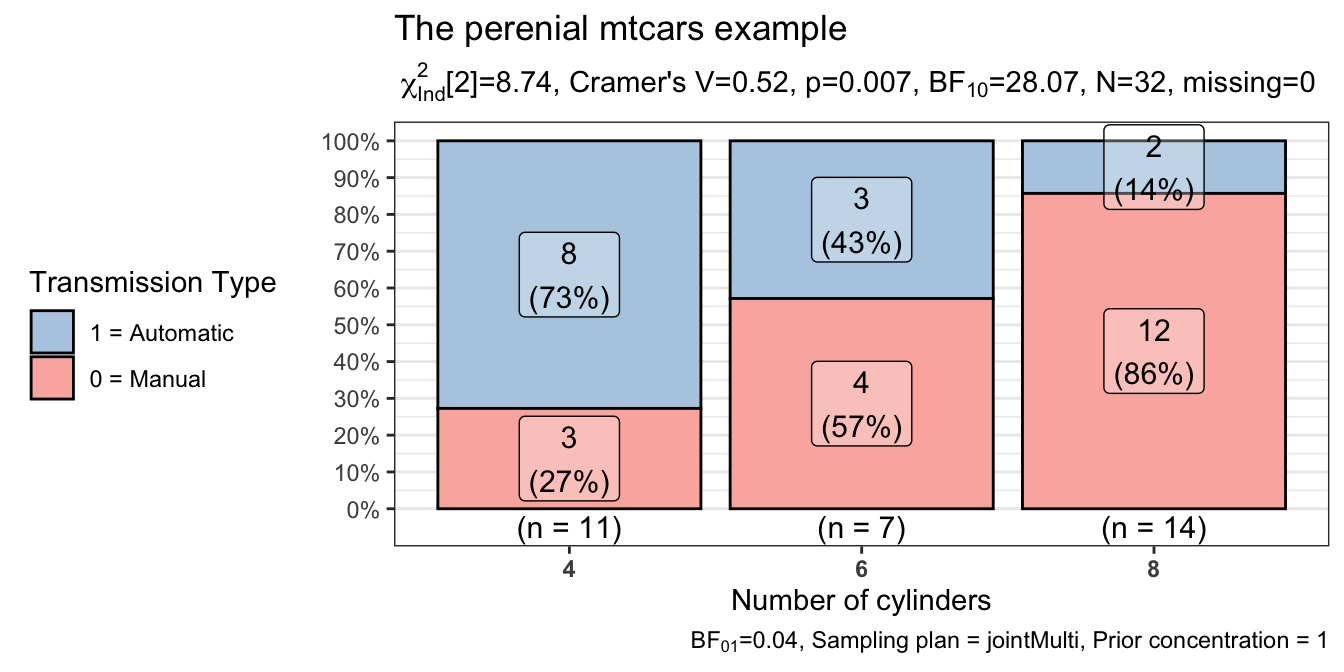 The perenial mtcars example
χ²Ind[2]=8.74, Cramer's V=0.52, p=0.007, BF₁₀=28.07, N=32, missing=0
Transmission Type
1 = Automatic
0 = Manual
100%
90%
80%
70%
60%
50%
40%
30%
20%
10%
0%
8
(73%)
3
(27%)
3
(43%)
4
(57%)
2
(14%)
12
(86%)
(n = 11) (n = 7) (n = 14)
4 6 8
Number of cylinders
BF₀₁=0.04, Sampling plan = jointMulti, Prior concentration = 1